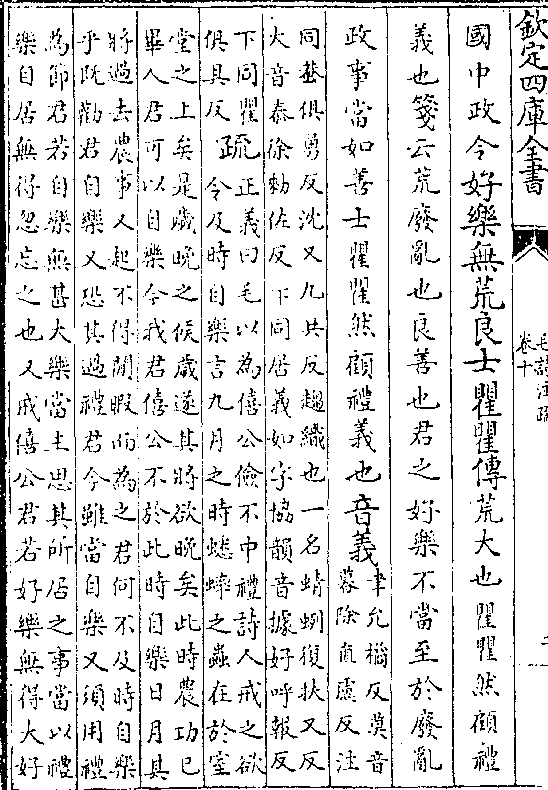 欽定四庫全書
毛詩注疏
卷十
國中政令好樂無荒良士瞿瞿傳荒大也瞿瞿然顧禮
義也箋云荒廢亂也良善也君之好樂不當至於廢亂
政事當如善士瞿瞿然顧禮義也音義
聿允橘反莫音
暮除直慮反注
同蛬俱勇反沈又九共反趨織也一名蜻蛚復扶又反
大音泰徐勑佐反下同居義如字協韻音據好呼報反
下同瞿
俱具反
疏
正義曰毛以為僖公儉不中禮詩人戒之欲
令及時自樂言九月之時蟋蟀之蟲在於室
堂之上矣是歲晚之候歲遂其將欲晚矣此時農功已
畢人君可以自樂今我君僖公不於此時自樂日月其
將過去農事又起不得閒暇而為之君何不及時自樂
乎既勸君自樂又恐其過禮君今雖當自樂又須用禮
為節君若自樂無甚大樂當主思其所居之事當以禮
樂自居無得忽忘之也又戒僖公君若好樂無得大好